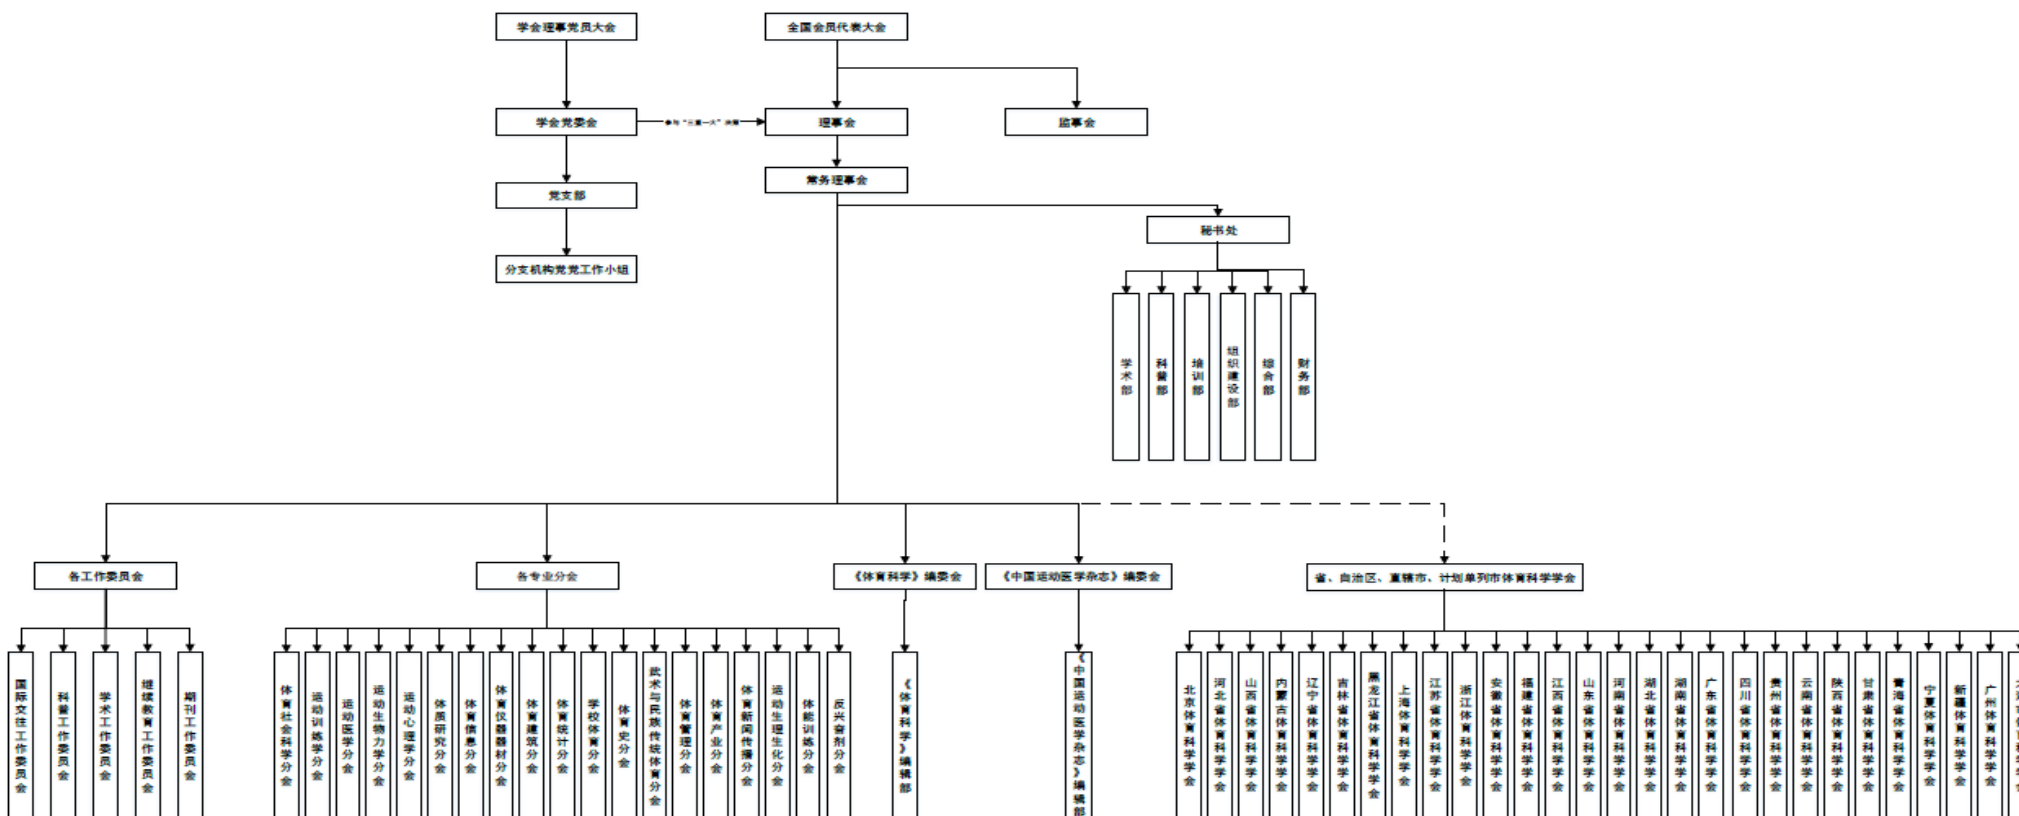 学会理事党员大会
全国会员代表大会
学会党委会
参与“三重一大”决策
理事会
监事会
常务理事会
党支部
秘书处
分支机构党党工作小组
学术部
科普部
培训部
组织建设部
综合部
财务部
各工作委员会
各专业分会
《体育科学》编委会
《中国运动医学杂志》编委会
省、自治区、直辖市、计划单列市体育科学学会
国际交往工作委员会
科普工作委员会
学术工作委员会
继续教育工作委员会
期刊工作委员会
体育社会科学分会
运动训练学分会
运动医学分会
运动生物力学分会
运动心理学分会
体质研究分会
体育信息分会
体育仪器器材分会
体育建筑分会
体育统计分会
学校体育分会
体育史分会
武术与民族传统体育分会
体育管理分会
体育产业分会
体育新闻传播分会
运动生理生化分会
体能训练分会
反兴奋剂分会
《体育科学》编辑部
《中国运动医学杂志》编辑部
北京体育科学学会
河北省体育科学学会
山西省体育科学学会
内蒙古体育科学学会
辽宁省体育科学学会
吉林省体育科学学会
黑龙江省体育科学学会
上海体育科学学会
江苏省体育科学学会
浙江体育科学学会
安徽省体育科学学会
福建省体育科学学会
江西省体育科学学会
山东省体育科学学会
河南省体育科学学会
湖北省体育科学学会
湖南省体育科学学会
广东省体育科学学会
四川省体育科学学会
贵州省体育科学学会
云南省体育科学学会
陕西省体育科学学会
甘肃省体育科学学会
青海省体育科学学会
宁夏体育科学学会
新疆体育科学学会
广州体育科学学会